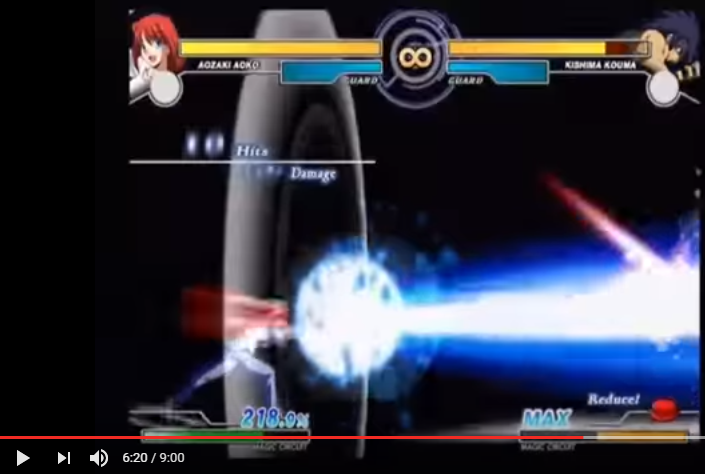 ∞
AOZAKI AOKO
KISHIMA KOUMA
GUARD
GUARD
10 Hits
Damage
Reduce!
218.9%
MAX
MAGIC CIRCUIT
MAGIC CIRCUIT
6:20 / 9:00